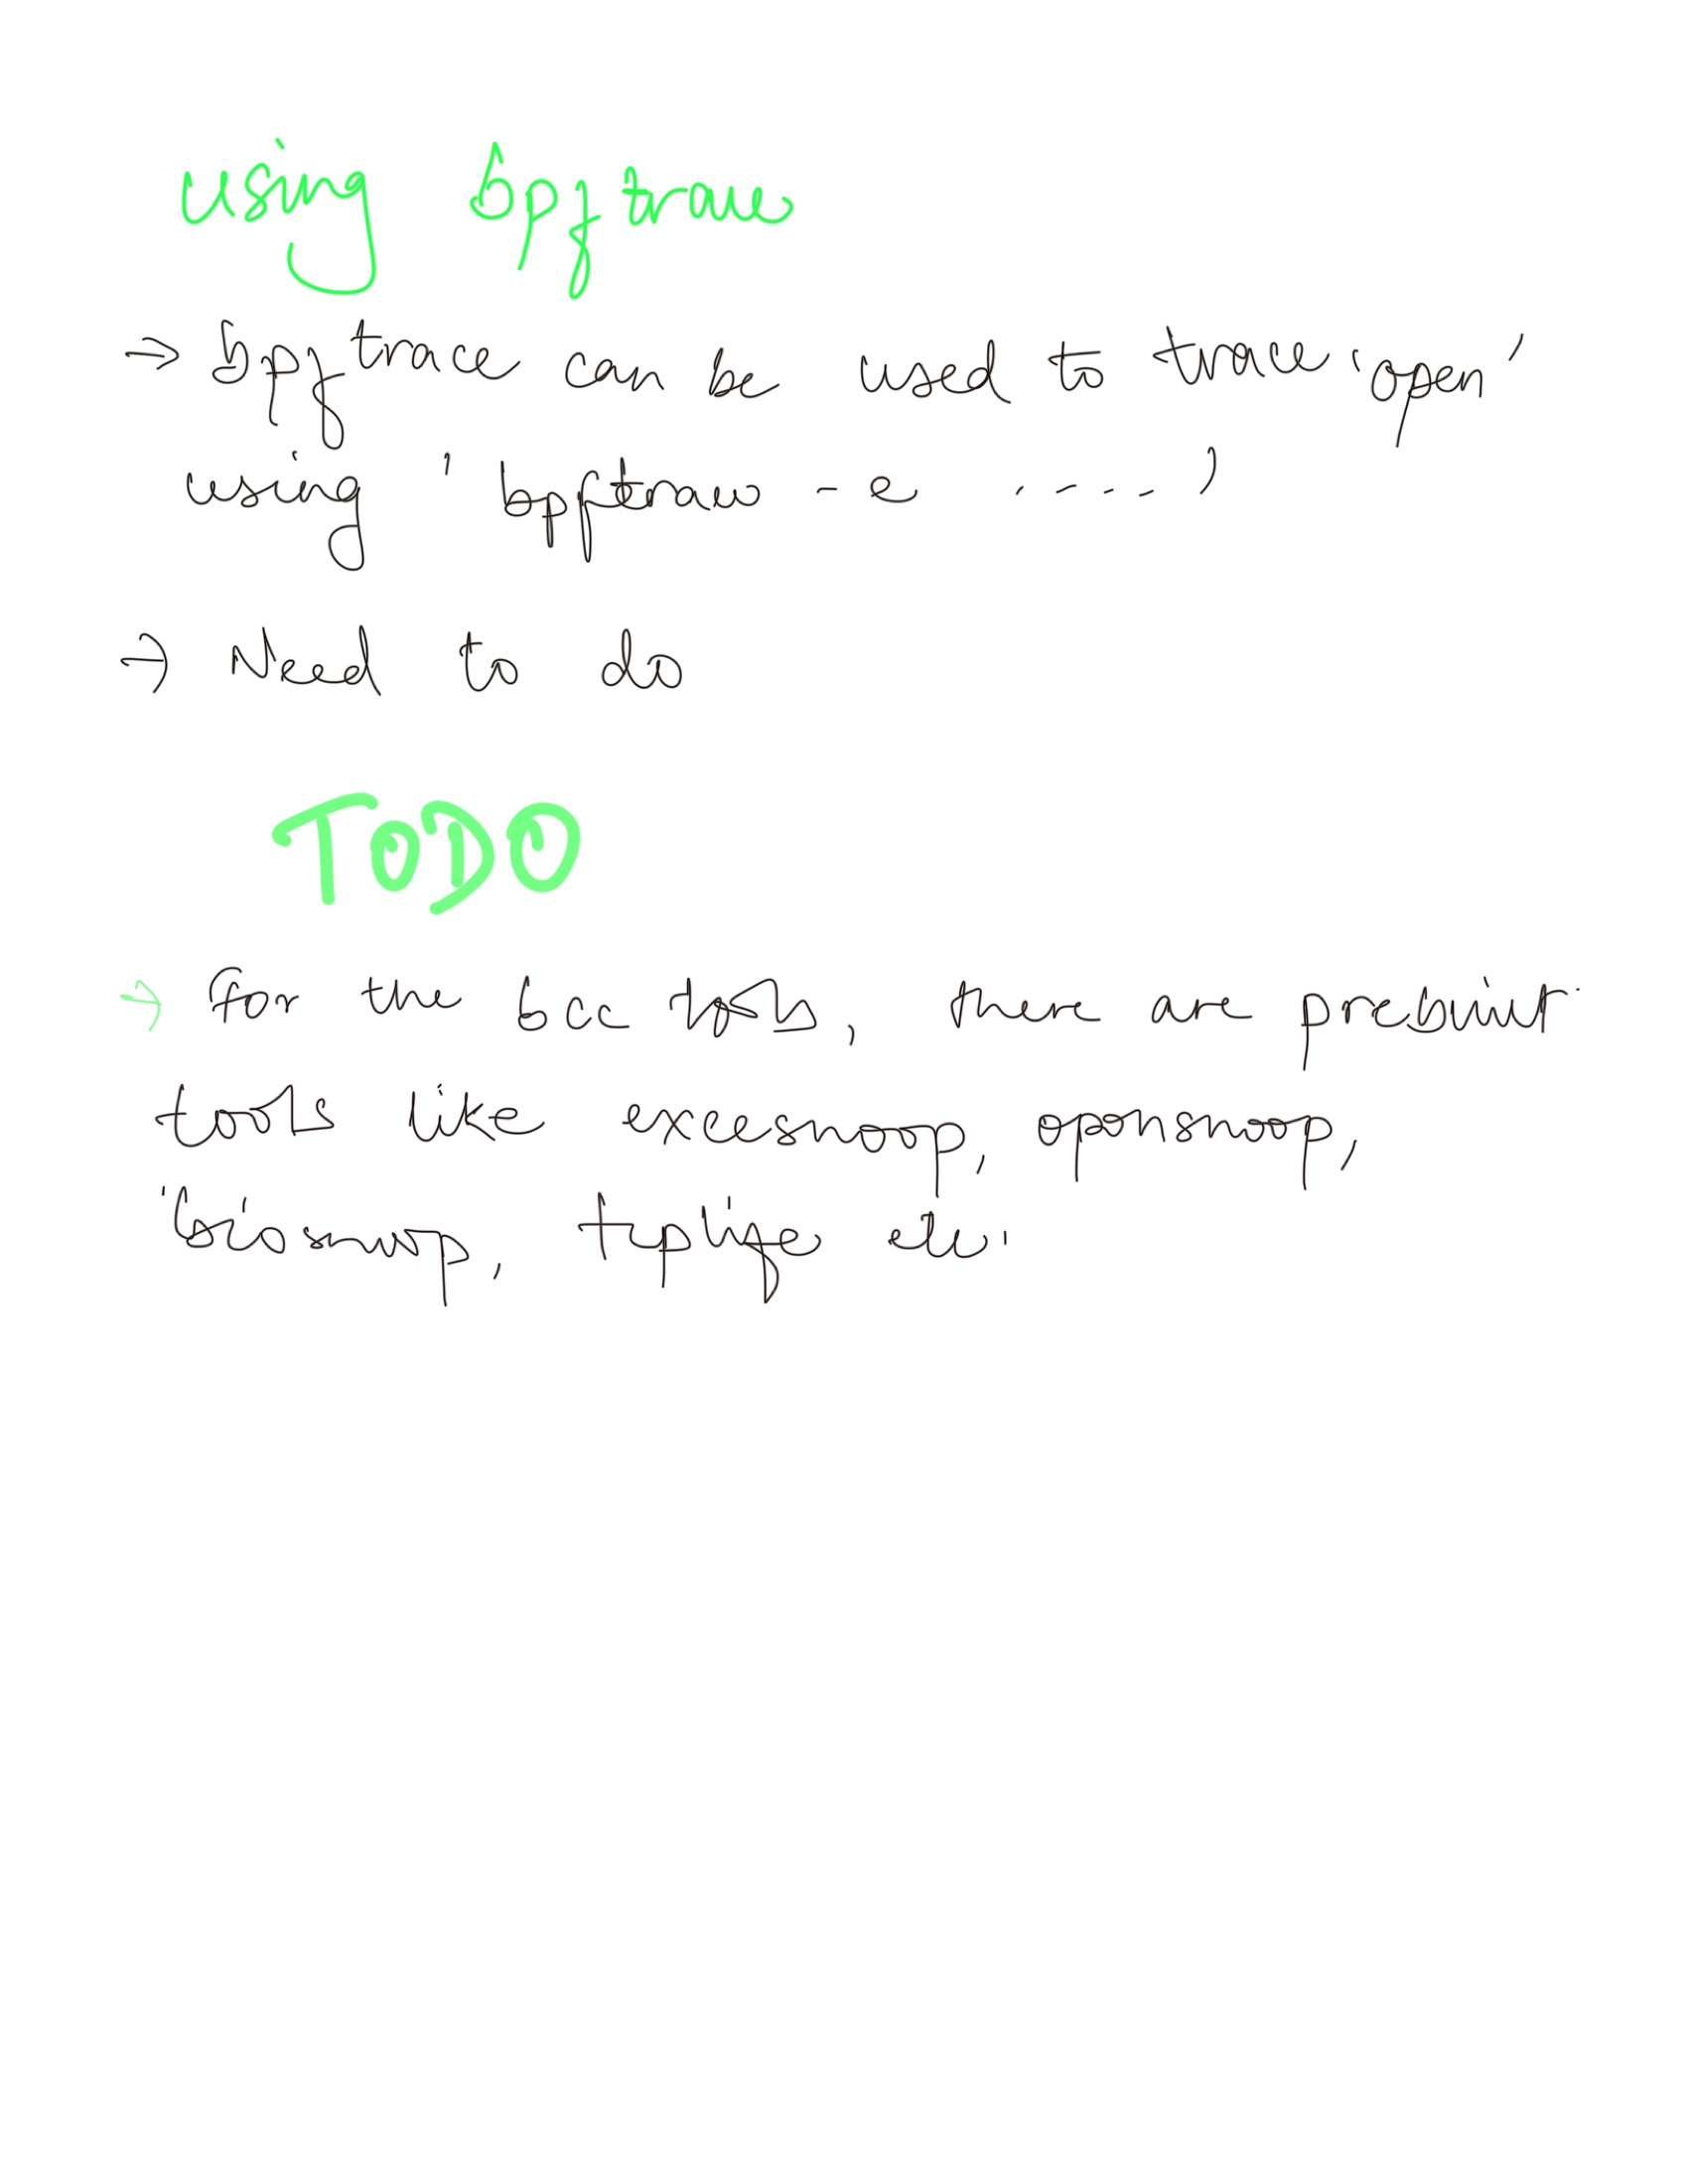 using bpftrace
→ bpftrace can be used to trace 'open'
using 'bpftrace -e .....'
→ Need to do
TODO
→ for the bcc tools, there are prebuilt
tools like execsnoop, opensnoop,
biosnoop, tcplife etc.